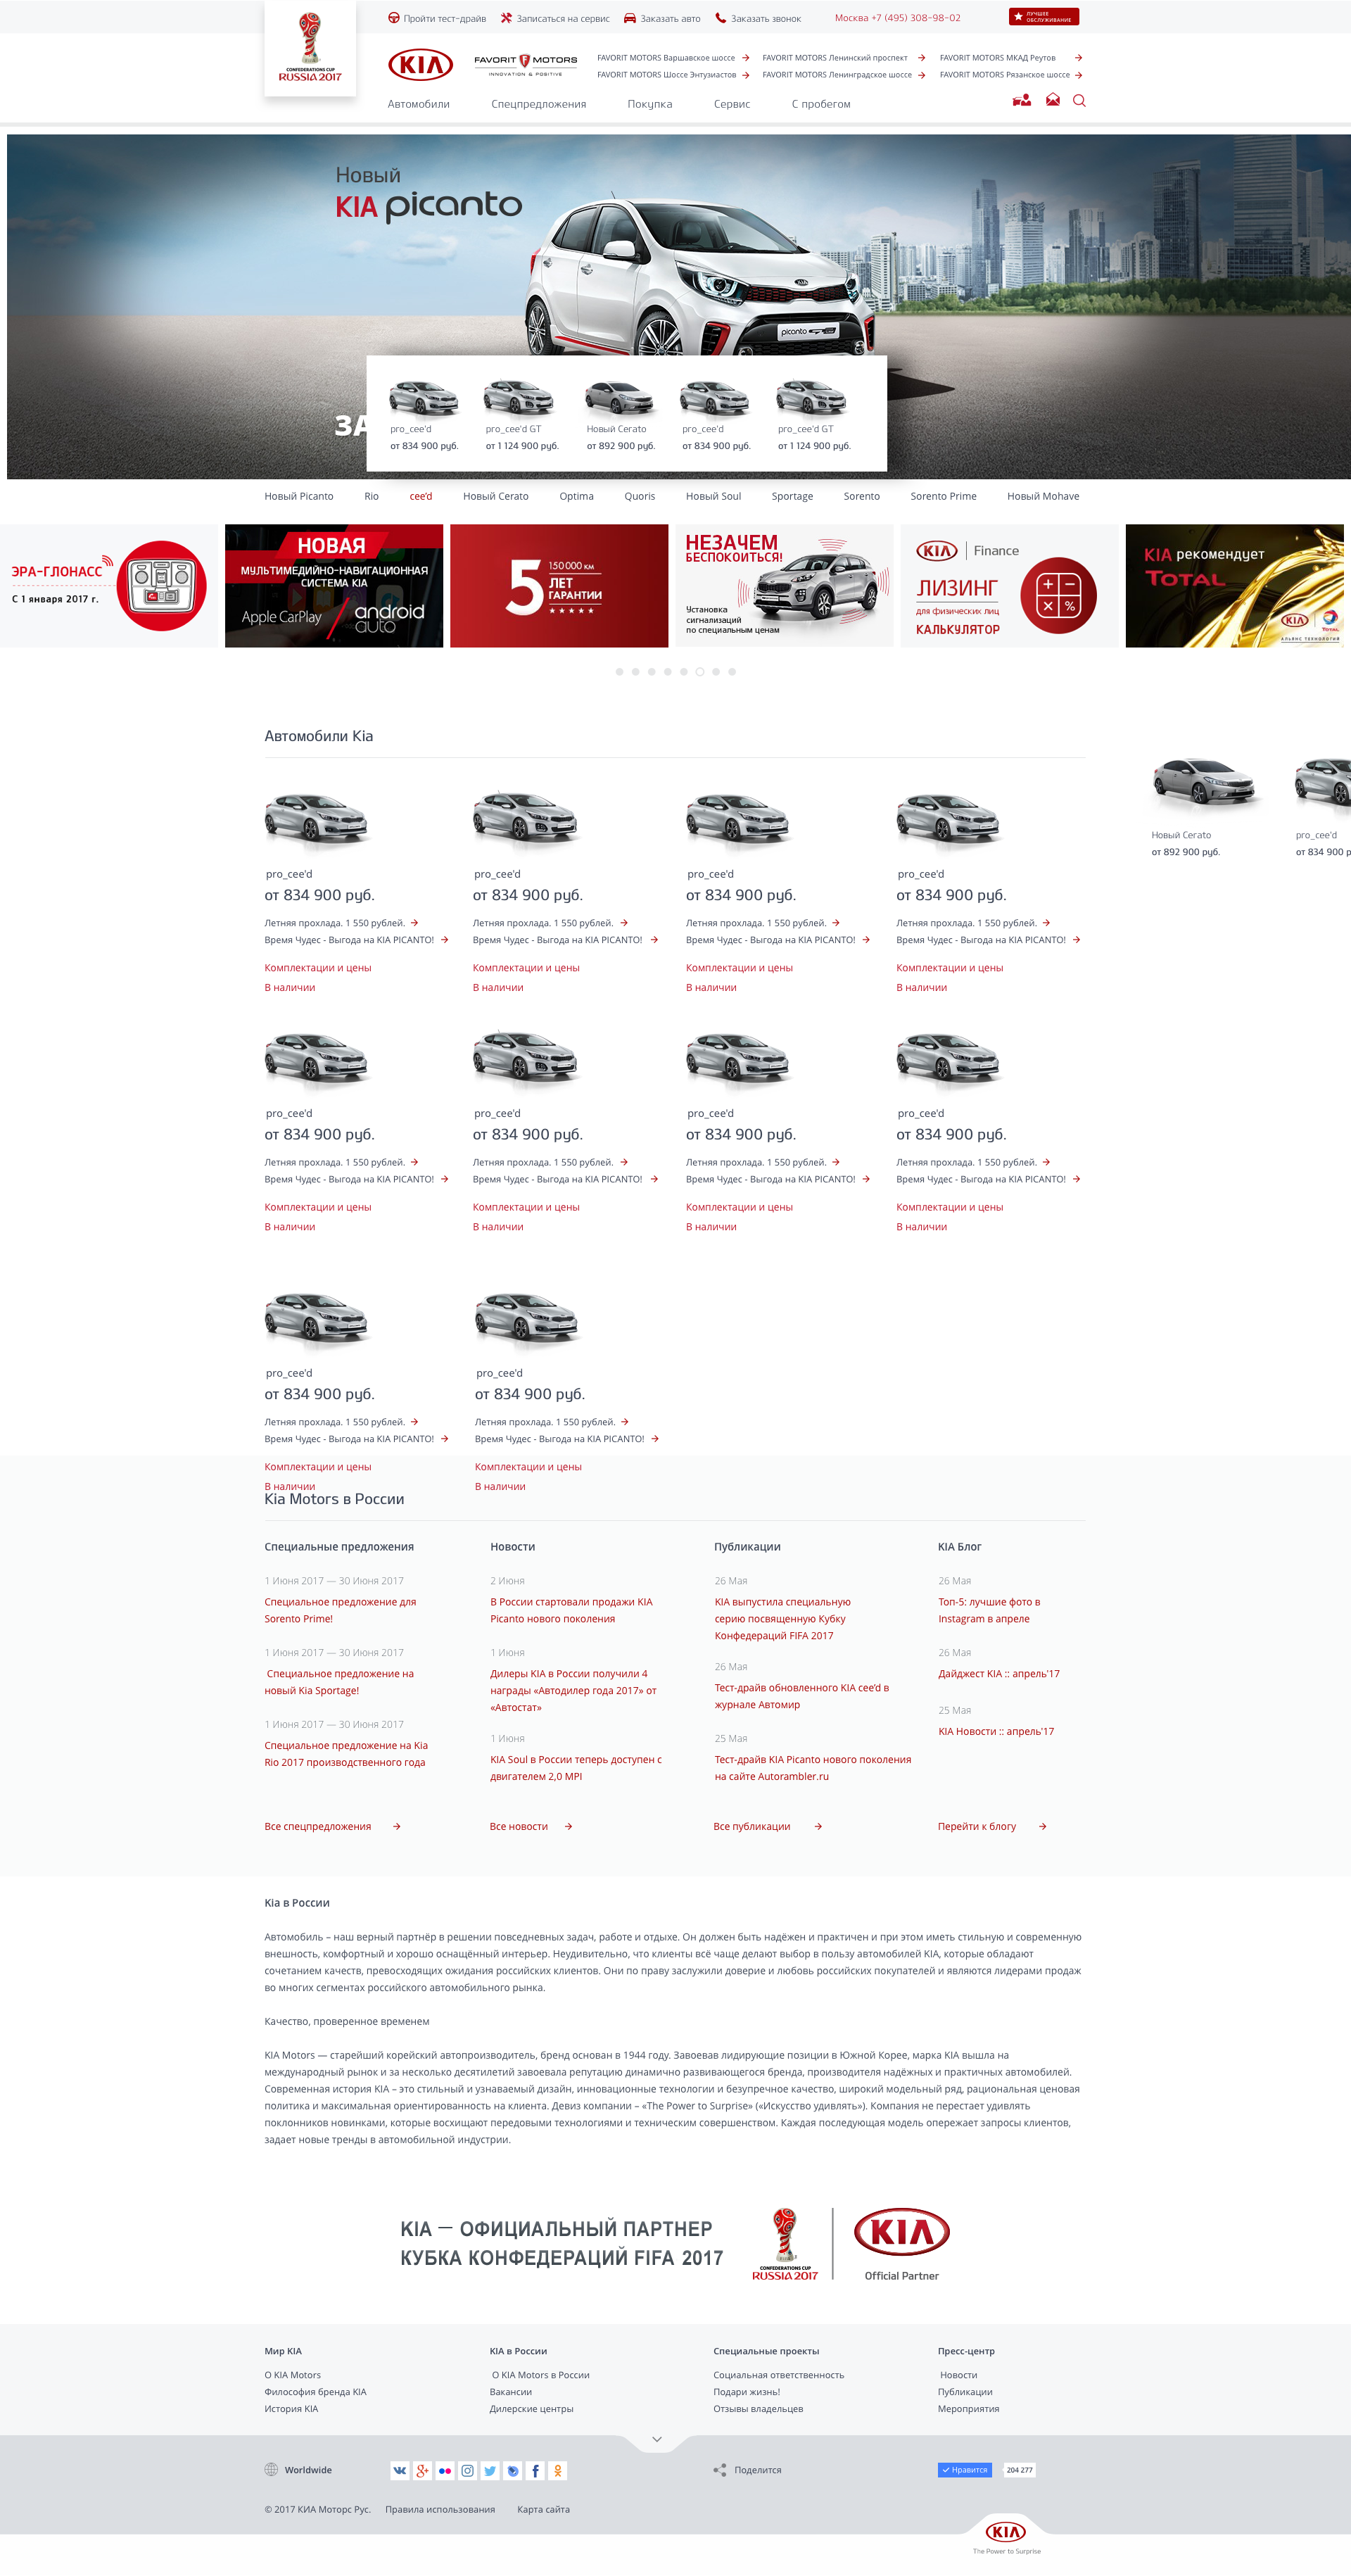 Пройти тест-драйв Записаться на сервис Заказать авто Заказать звонок Москва +7 (495) 308-98-02 ЛУЧШЕЕ ОБСЛУЖИВАНИЕ
CONFEDERATIONS CUP
RUSSIA 2017
KIA FAVORIT MOTORS
INNOVATION & POSITIVE
FAVORIT MOTORS Варшавское шоссе FAVORIT MOTORS Ленинский проспект FAVORIT MOTORS МКАД Реутов
FAVORIT MOTORS Шоссе Энтузиастов FAVORIT MOTORS Ленинградское шоссе FAVORIT MOTORS Рязанское шоссе
Автомобили Спецпредложения Покупка Сервис С пробегом
Новый
KIA picanto
picanto
ЗА
pro_cee'd pro_cee'd GT Новый Cerato pro_cee'd pro_cee'd GT
от 834 900 руб. от 1 124 900 руб. от 892 900 руб. от 834 900 руб. от 1 124 900 руб.
Новый Picanto Rio cee'd Новый Cerato Optima Quoris Новый Soul Sportage Sorento Sorento Prime Новый Mohave
ЭРА-ГЛОНАСС
С 1 января 2017 г.
НОВАЯ
МУЛЬТИМЕДИЙНО-НАВИГАЦИОННАЯ
СИСТЕМА KIA
Apple CarPlay android auto
5 150 000 км
ЛЕТ
ГАРАНТИИ
НЕЗАЧЕМ
БЕСПОКОИТЬСЯ!
Установка
сигнализаций
по специальным ценам
KIA Finance
ЛИЗИНГ
для физических лиц
КАЛЬКУЛЯТОР
KIA рекомендует
TOTAL
KIA TOTAL
АЛЬЯНС ТЕХНОЛОГИЙ
Автомобили Kia
Новый Cerato pro_cee'd
от 892 900 руб. от 834 900 р
pro_cee'd pro_cee'd pro_cee'd pro_cee'd
от 834 900 руб. от 834 900 руб. от 834 900 руб. от 834 900 руб.
Летняя прохлада. 1 550 рублей. Летняя прохлада. 1 550 рублей. Летняя прохлада. 1 550 рублей. Летняя прохлада. 1 550 рублей.
Время Чудес - Выгода на KIA PICANTO! Время Чудес - Выгода на KIA PICANTO! Время Чудес - Выгода на KIA PICANTO! Время Чудес - Выгода на KIA PICANTO!
Комплектации и цены Комплектации и цены Комплектации и цены Комплектации и цены
В наличии В наличии В наличии В наличии
pro_cee'd pro_cee'd pro_cee'd pro_cee'd
от 834 900 руб. от 834 900 руб. от 834 900 руб. от 834 900 руб.
Летняя прохлада. 1 550 рублей. Летняя прохлада. 1 550 рублей. Летняя прохлада. 1 550 рублей. Летняя прохлада. 1 550 рублей.
Время Чудес - Выгода на KIA PICANTO! Время Чудес - Выгода на KIA PICANTO! Время Чудес - Выгода на KIA PICANTO! Время Чудес - Выгода на KIA PICANTO!
Комплектации и цены Комплектации и цены Комплектации и цены Комплектации и цены
В наличии В наличии В наличии В наличии
pro_cee'd pro_cee'd
от 834 900 руб. от 834 900 руб.
Летняя прохлада. 1 550 рублей. Летняя прохлада. 1 550 рублей.
Время Чудес - Выгода на KIA PICANTO! Время Чудес - Выгода на KIA PICANTO!
Комплектации и цены Комплектации и цены
В наличии В наличии
Kia Motors в России
Специальные предложения
1 Июня 2017 — 30 Июня 2017
Специальное предложение для
Sorento Prime!
1 Июня 2017 — 30 Июня 2017
Специальное предложение на
новый Kia Sportage!
1 Июня 2017 — 30 Июня 2017
Специальное предложение на Kia
Rio 2017 производственного года
Все спецпредложения
Новости
2 Июня
В России стартовали продажи KIA
Picanto нового поколения
1 Июня
Дилеры KIA в России получили 4
награды «Автодилер года 2017» от
«Автостат»
1 Июня
KIA Soul в России теперь доступен с
двигателем 2,0 MPI
Все новости
Публикации
26 Мая
KIA выпустила специальную
серию посвященную Кубку
Конфедераций FIFA 2017
26 Мая
Тест-драйв обновленного KIA cee'd в
журнале Автомир
25 Мая
Тест-драйв KIA Picanto нового поколения
на сайте Autorambler.ru
Все публикации
KIA Блог
26 Мая
Топ-5: лучшие фото в
Instagram в апреле
26 Мая
Дайджест KIA :: апрель'17
25 Мая
KIA Новости :: апрель'17
Перейти к блогу
Kia в России
Автомобиль – наш верный партнёр в решении повседневных задач, работе и отдыхе. Он должен быть надёжен и практичен и при этом иметь стильную и современную
внешность, комфортный и хорошо оснащённый интерьер. Неудивительно, что клиенты всё чаще делают выбор в пользу автомобилей KIA, которые обладают
сочетанием качеств, превосходящих ожидания российских клиентов. Они по праву заслужили доверие и любовь российских покупателей и являются лидерами продаж
во многих сегментах российского автомобильного рынка.
Качество, проверенное временем
KIA Motors — старейший корейский автопроизводитель, бренд основан в 1944 году. Завоевав лидирующие позиции в Южной Корее, марка KIA вышла на
международный рынок и за несколько десятилетий завоевала репутацию динамично развивающегося бренда, производителя надёжных и практичных автомобилей.
Современная история KIA – это стильный и узнаваемый дизайн, инновационные технологии и безупречное качество, широкий модельный ряд, рациональная ценовая
политика и максимальная ориентированность на клиента. Девиз компании – «The Power to Surprise» («Искусство удивлять»). Компания не перестает удивлять
поклонников новинками, которые восхищают передовыми технологиями и техническим совершенством. Каждая последующая модель опережает запросы клиентов,
задает новые тренды в автомобильной индустрии.
KIA — ОФИЦИАЛЬНЫЙ ПАРТНЕР
КУБКА КОНФЕДЕРАЦИЙ FIFA 2017
CONFEDERATIONS CUP
RUSSIA 2017
KIA
Official Partner
Мир KIA KIA в России Специальные проекты Пресс-центр
О KIA Motors О KIA Motors в России Социальная ответственность Новости
Философия бренда KIA Вакансии Подари жизнь! Публикации
История KIA Дилерские центры Отзывы владельцев Мероприятия
Worldwide Поделится Нравится 204 277
© 2017 КИА Моторс Рус. Правила использования Карта сайта
KIA
The Power to Surprise